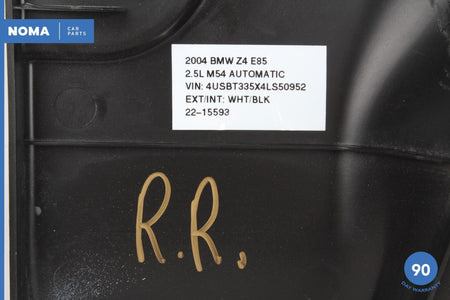 NOMA CAR PARTS
2004 BMW Z4 E85
2.5L M54 AUTOMATIC
VIN: 4USBT335X4LS50952
EXT/INT: WHT/BLK
22-15593
R.R.
90
DAY WARRANTY